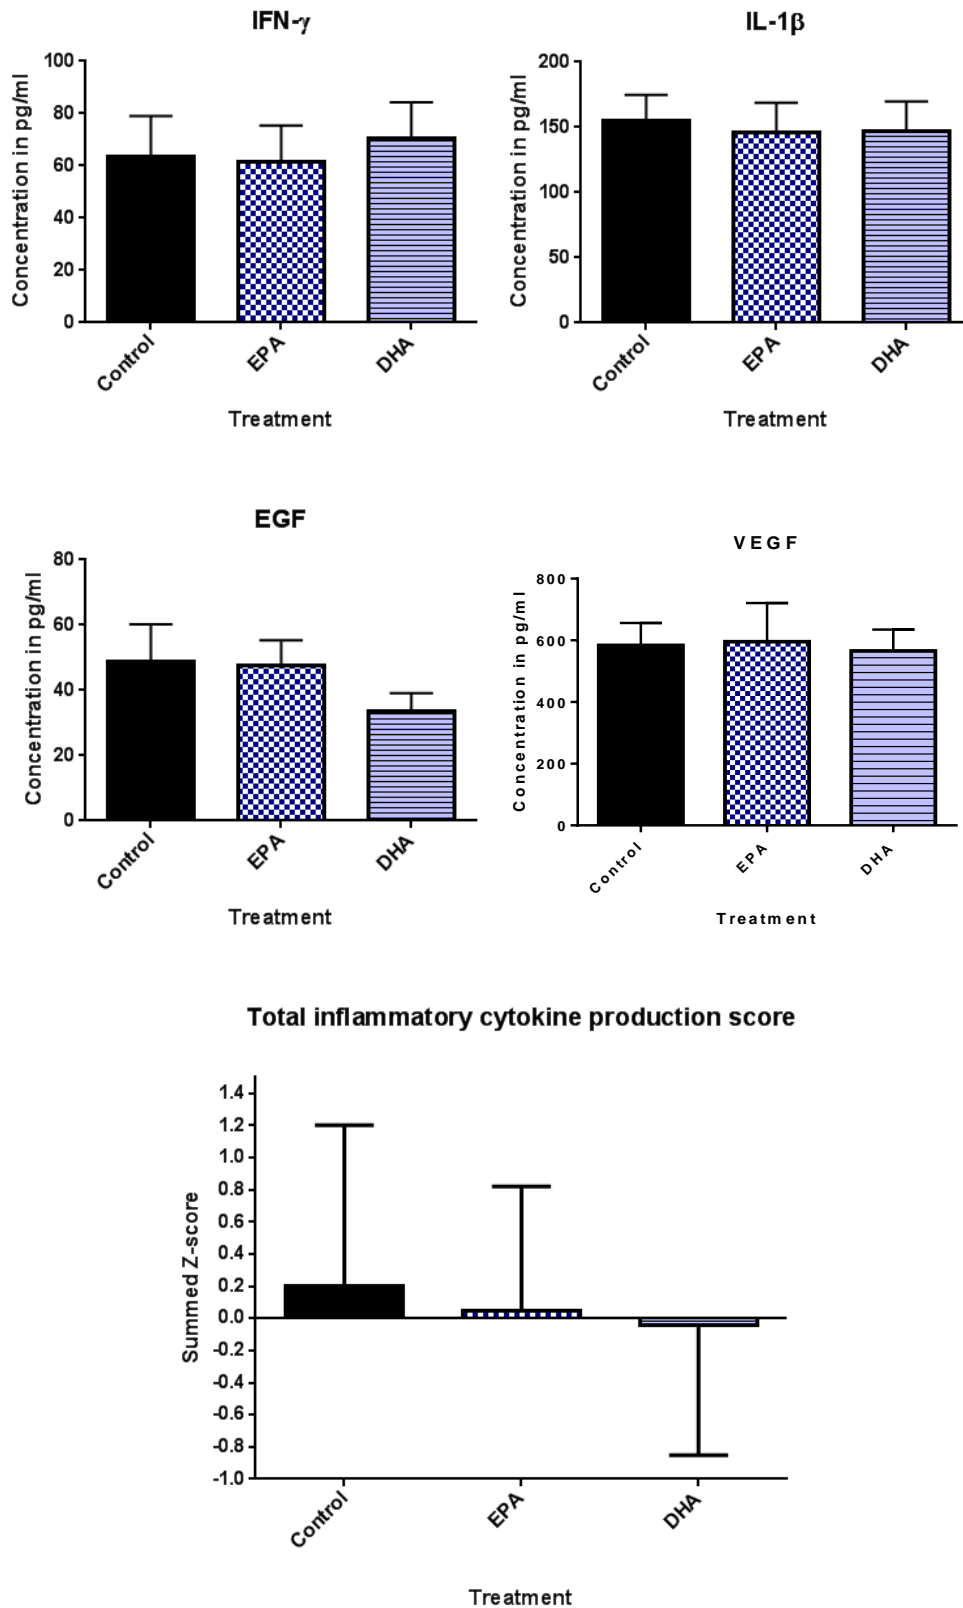 IFN-γ
Concentration in pg/ml
100
80
60
40
20
0
Control
EPA
DHA
Treatment
IL-1β
Concentration in pg/ml
200
150
100
50
0
Control
EPA
DHA
Treatment
EGF
Concentration in pg/ml
80
60
40
20
0
Control
EPA
DHA
Treatment
VEGF
Concentration in pg/ml
800
600
400
200
0
Control
EPA
DHA
Treatment
Total inflammatory cytokine production score
Summed Z-score
1.4
1.2
1.0
0.8
0.6
0.4
0.2
0.0
-0.2
-0.4
-0.6
-0.8
-1.0
Control
EPA
DHA
Treatment